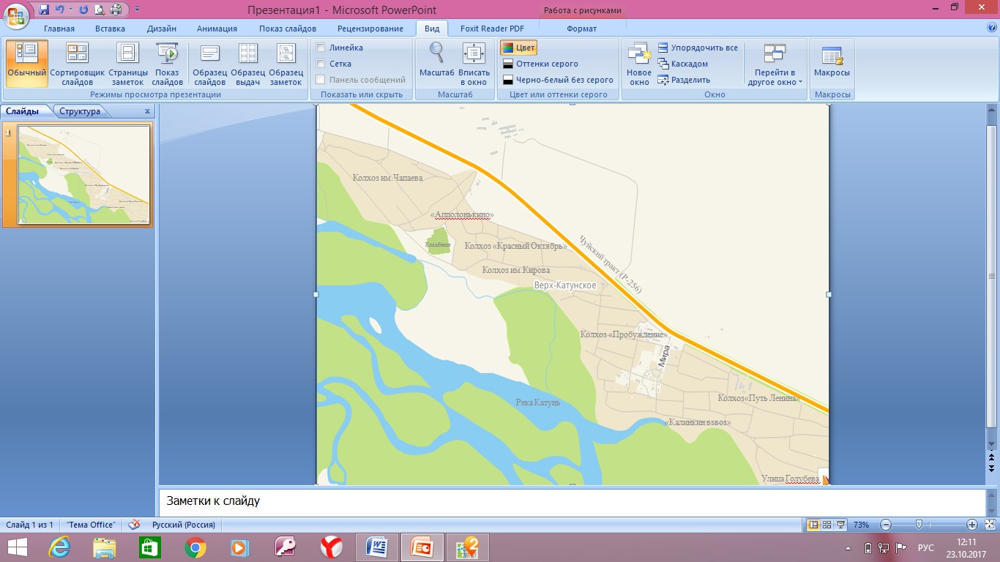 Презентация1 - Microsoft PowerPoint
Работа с рисунками
Главная
Вставка
Дизайн
Анимация
Показ слайдов
Рецензирование
Вид
Foxit Reader PDF
Формат
Обычный
Сортировщик слайдов
Страницы заметок
Показ слайдов
Образец слайдов
Образец выдач
Образец заметок
Режимы просмотра презентации
Линейка
Сетка
Панель сообщений
Показать или скрыть
Масштаб
Вписать в окно
Масштаб
Цвет
Оттенки серого
Черно-белый без серого
Цвет или оттенки серого
Новое окно
Упорядочить все
Каскадом
Разделить
Перейти в другое окно
Окно
Макросы
Макросы
Слайды
Структура
1
Колхоз им.Чапаева
«Апполонькино»
Кладбище
Колхоз «Красный Октябрь»
Колхоз им.Кирова
Верх-Катунское
Чуйский тракт (Р-256)
Колхоз «Пробуждение»
Мира
Река Катунь
Колхоз«Путь Ленина»
«Калинкин взвоз»
Улица Голубева
Заметки к слайду
Слайд 1 из 1
"Тема Office"
Русский (Россия)
73%
РУС
12:11
23.10.2017